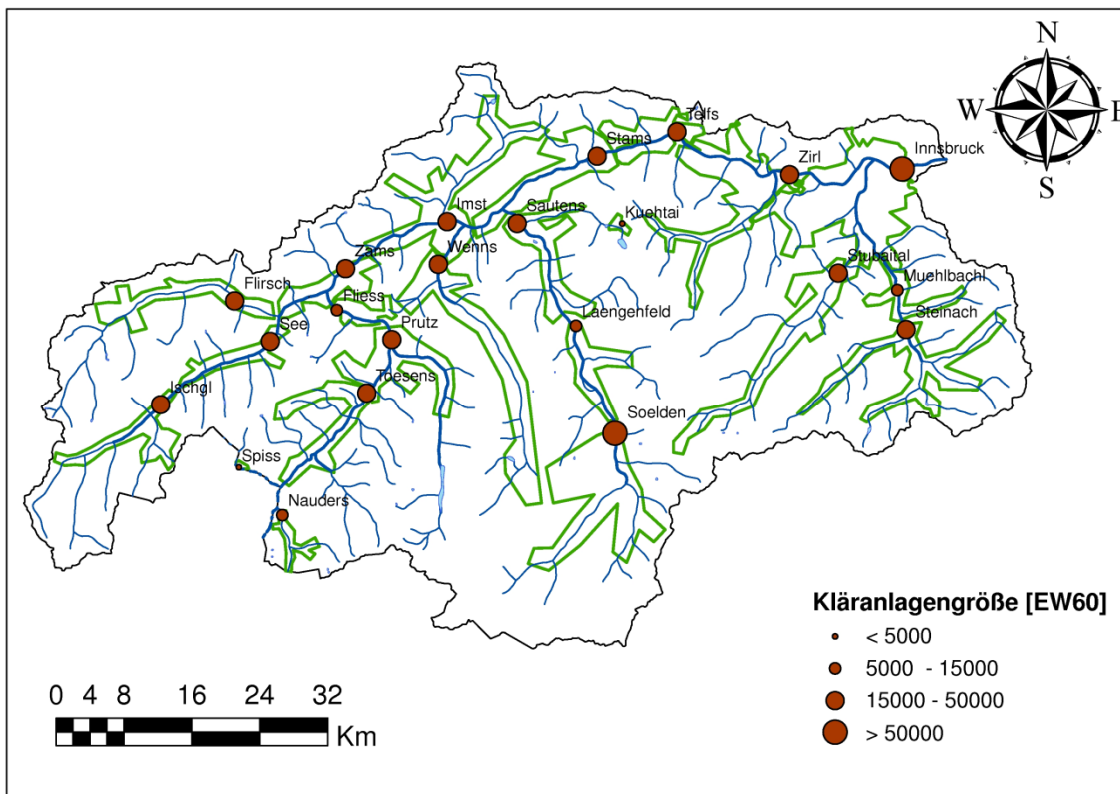 N
W
E
S
Telfs
Stams
Zirl
Innsbruck
Imst
Sautens
Kuehtai
Wenns
Zams
Stubaital
Flirsch
Muehlbachl
Fliess
See
Prutz
Laengenfeld
Steinach
Ischgl
Toesens
Soelden
Spiss
Nauders
Kläranlagengröße [EW60]
< 5000
5000 - 15000
15000 - 50000
> 50000
0 4 8 16 24 32
Km